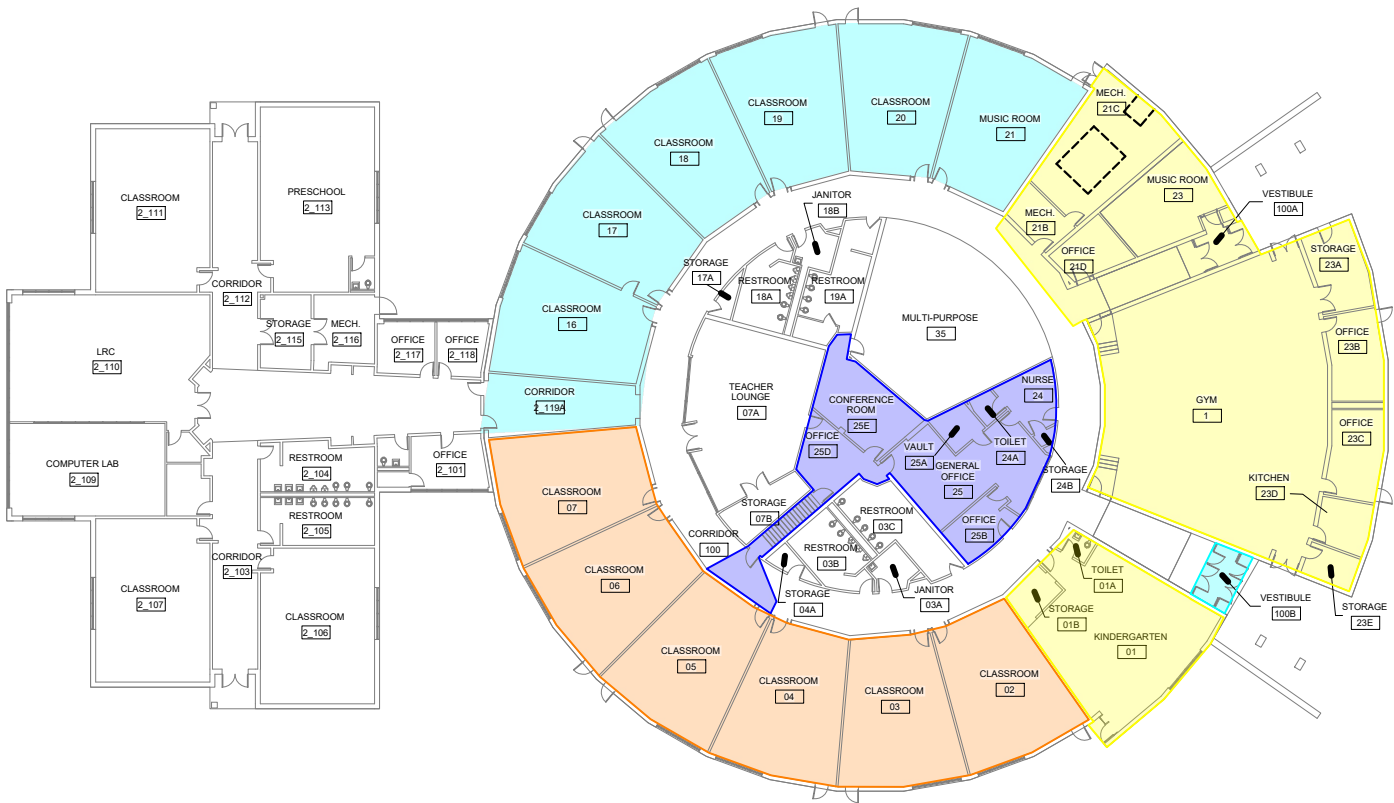 CLASSROOM
2_111
PRESCHOOL
2_113
CORRIDOR
2_112
STORAGE
2_115
MECH.
2_116
OFFICE
2_117
OFFICE
2_118
LRC
2_110
COMPUTER LAB
2_109
RESTROOM
2_104
RESTROOM
2_105
OFFICE
2_101
CORRIDOR
2_103
CLASSROOM
2_107
CLASSROOM
2_106
CLASSROOM
19
CLASSROOM
20
MUSIC ROOM
21
CLASSROOM
18
CLASSROOM
17
CLASSROOM
16
CORRIDOR
2_119A
MECH.
21C
MUSIC ROOM
23
MECH.
21B
OFFICE
21D
VESTIBULE
100A
STORAGE
23A
OFFICE
23B
GYM
1
OFFICE
23C
KITCHEN
23D
STORAGE
23E
VESTIBULE
100B
JANITOR
18B
STORAGE
17A
RESTROOM
18A
RESTROOM
19A
MULTI-PURPOSE
35
TEACHER
LOUNGE
07A
CONFERENCE
ROOM
25E
OFFICE
25D
NURSE
24
VAULT
25A
TOILET
24A
STORAGE
24B
GENERAL
OFFICE
25
OFFICE
25B
STORAGE
07B
CORRIDOR
100
RESTROOM
03C
RESTROOM
03B
STORAGE
04A
JANITOR
03A
CLASSROOM
07
CLASSROOM
06
CLASSROOM
05
CLASSROOM
04
CLASSROOM
03
CLASSROOM
02
TOILET
01A
STORAGE
01B
KINDERGARTEN
01